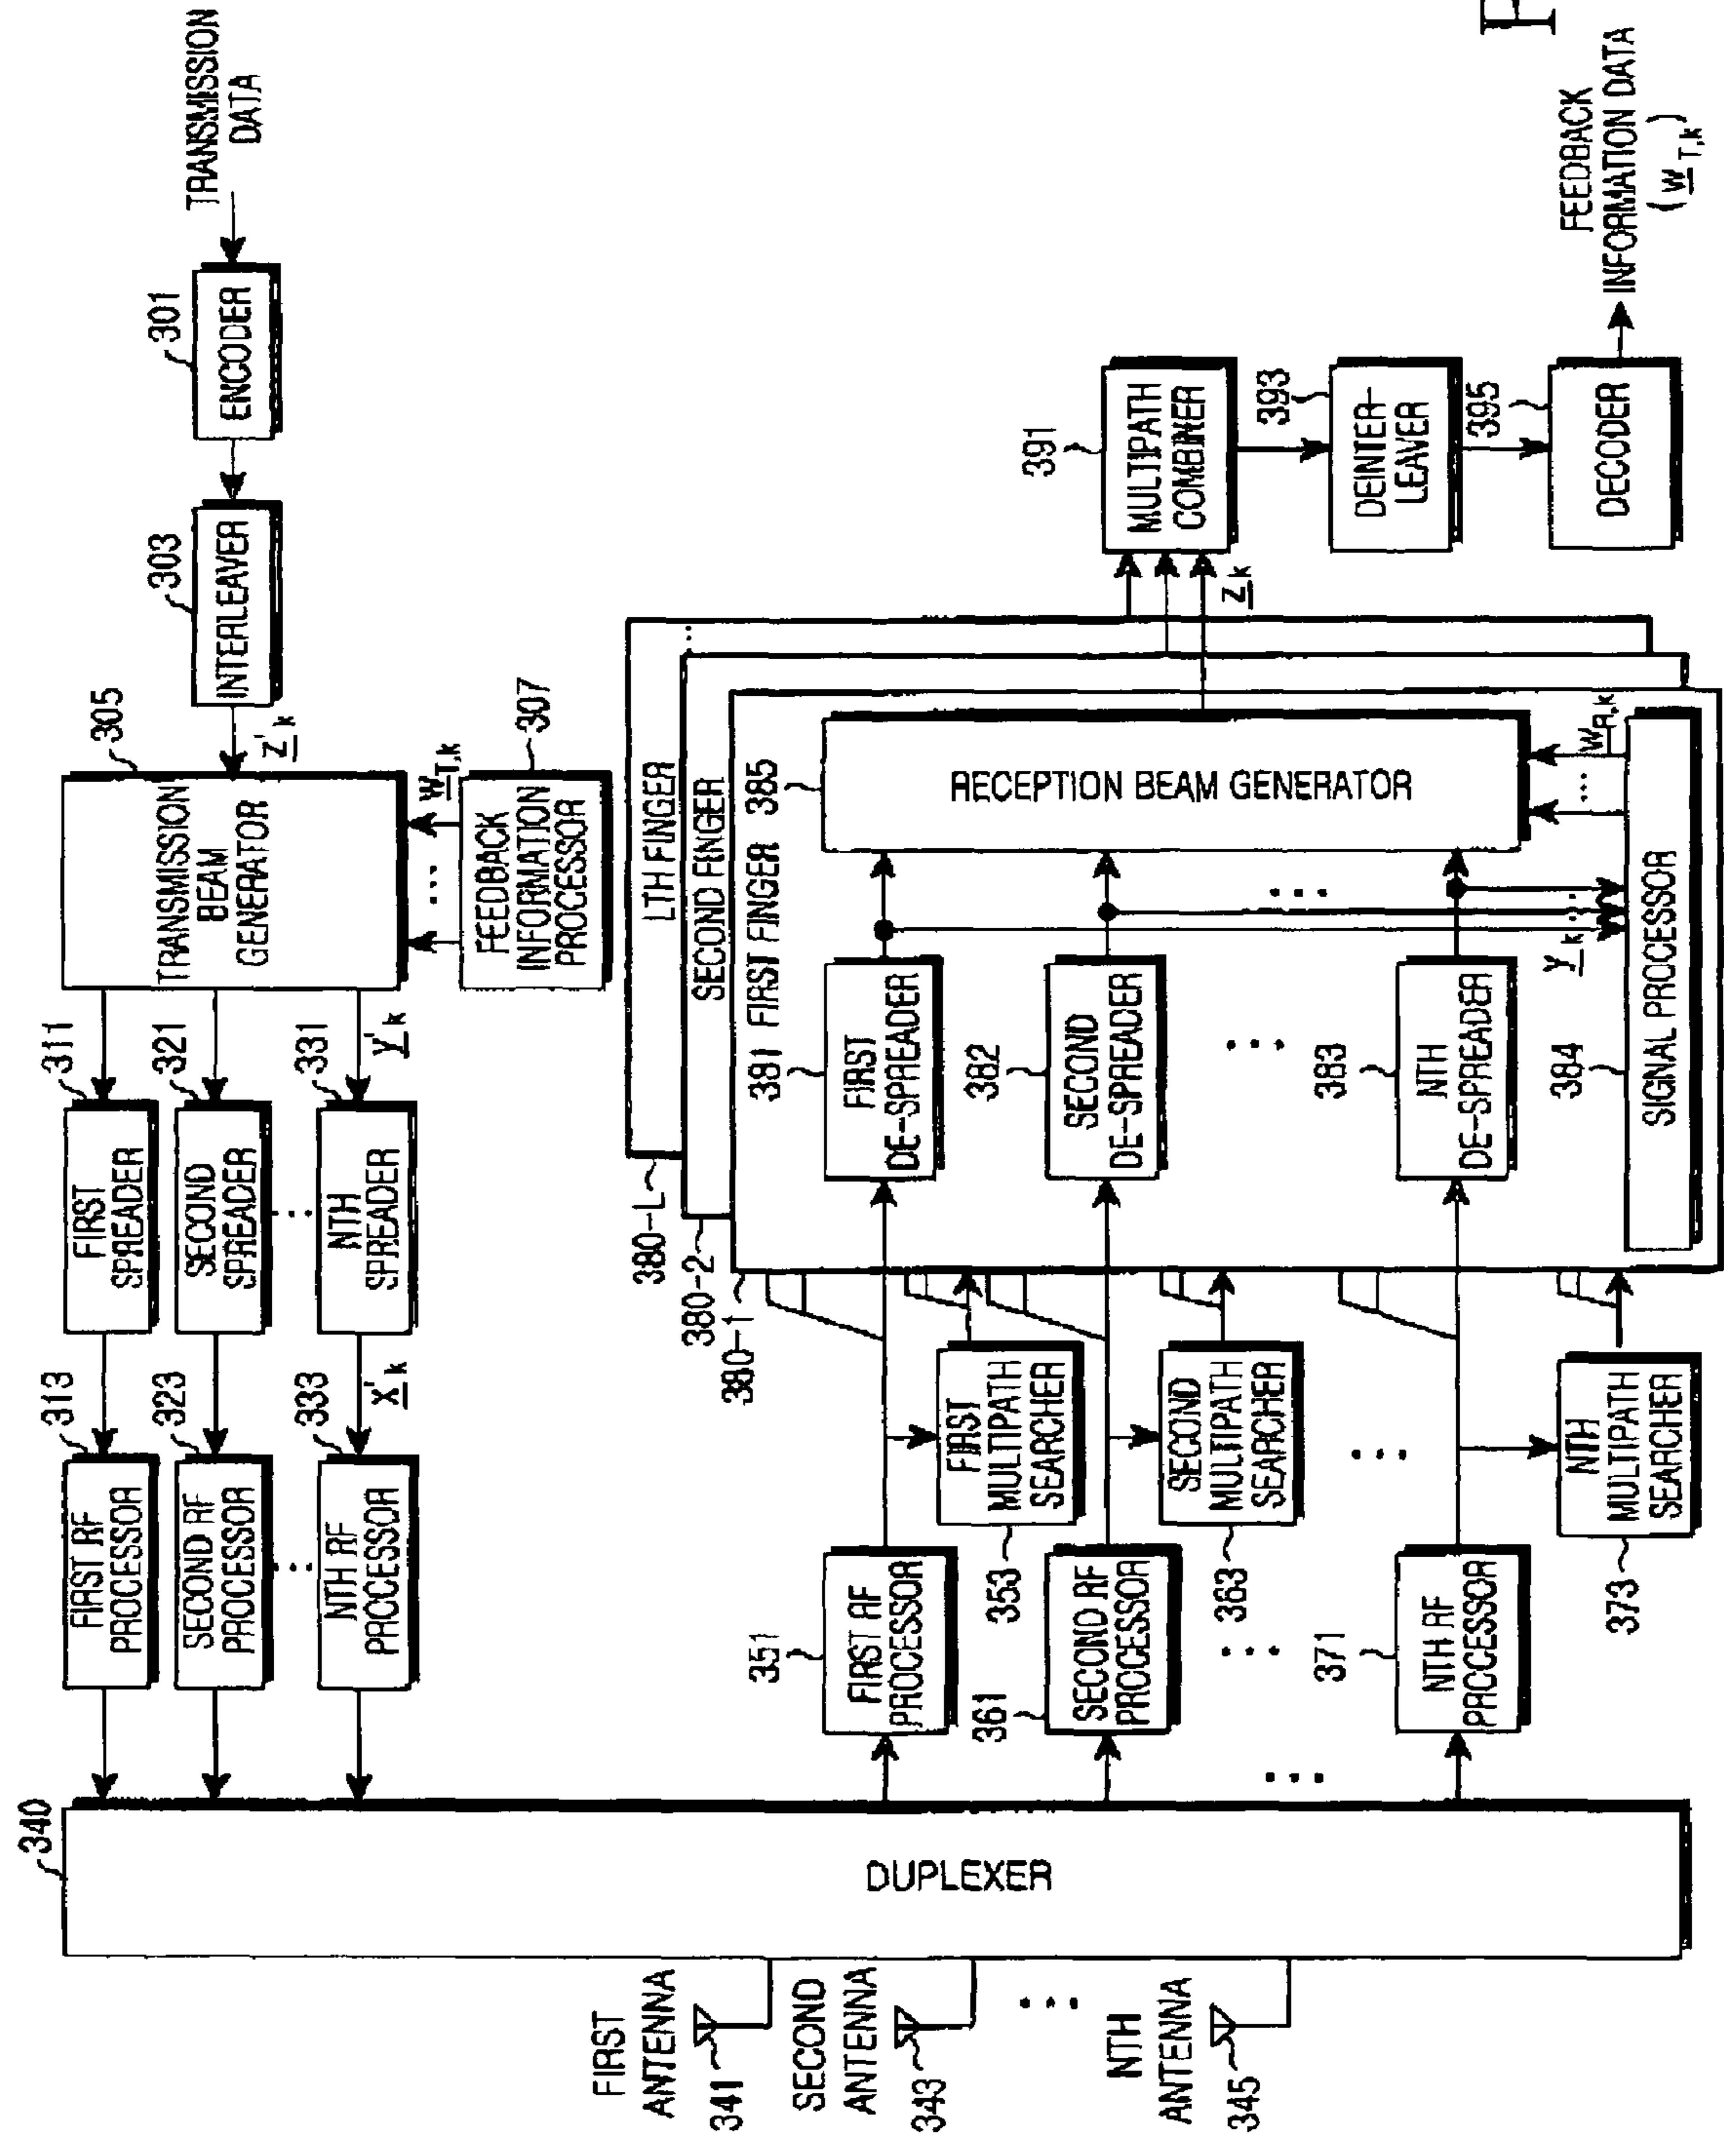 TRANSMISSION
DATA
301
ENCODER
303
INTERLEAVER
z'k
305
TRANSMISSION
BEAM
GENERATOR
wT,k
...
307
FEEDBACK
INFORMATION
PROCESSOR
y'k
311
FIRST
SPREADER
321
SECOND
SPREADER
...
331
NTH
SPREADER
x'k
313
FIRST RF
PROCESSOR
323
SECOND RF
PROCESSOR
...
333
NTH RF
PROCESSOR
340
DUPLEXER
FIRST
ANTENNA
341
SECOND
ANTENNA
343
...
NTH
ANTENNA
345
351
FIRST RF
PROCESSOR
361
SECOND RF
PROCESSOR
...
371
NTH RF
PROCESSOR
...
353
FIRST
MULTIPATH
SEARCHER
363
SECOND
MULTIPATH
SEARCHER
...
373
NTH
MULTIPATH
SEARCHER
380-L
LTH FINGER
...
380-2
SECOND FINGER
380-1
FIRST FINGER
381
FIRST
DE-SPREADER
382
SECOND
DE-SPREADER
...
383
NTH
DE-SPREADER
...
yk
...
384
SIGNAL PROCESSOR
wR,k
...
385
RECEPTION BEAM GENERATOR
zk
391
MULTIPATH
COMBINER
393
DEINTER-
LEAVER
395
DECODER
FEEDBACK
INFORMATION DATA
(wT,k)